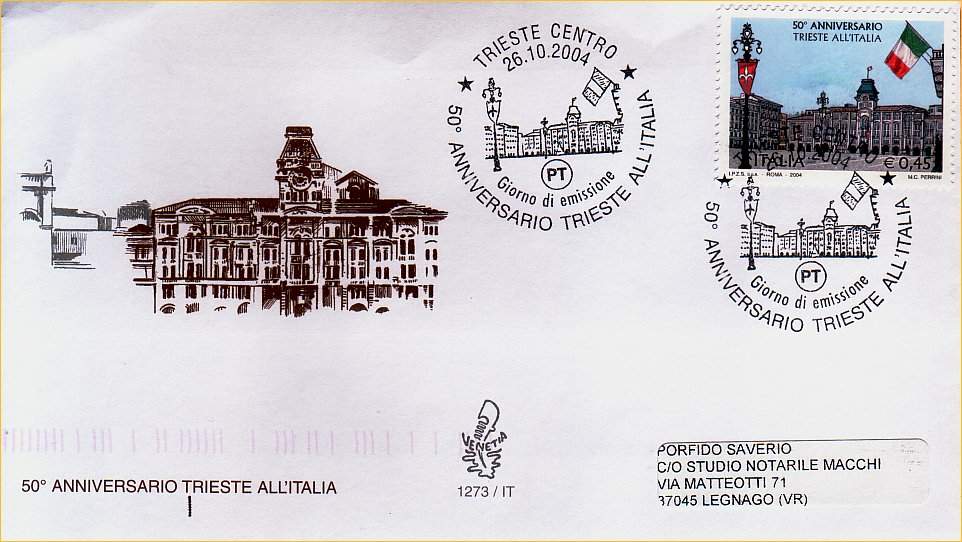 TRIESTE CENTRO
26.10.2004
50° ANNIVERSARIO TRIESTE ALL'ITALIA
PT
Giorno di emissione
50° ANNIVERSARIO
TRIESTE ALL'ITALIA
ITALIA
€ 0,45
I.P.Z.S. S.p.A. - ROMA - 2004
M.C. PERRINI
2004
PT
Giorno di emissione
50° ANNIVERSARIO TRIESTE ALL'ITALIA
VENETIA
1273 / IT
50° ANNIVERSARIO TRIESTE ALL'ITALIA
PORFIDO SAVERIO
C/O STUDIO NOTARILE MACCHI
VIA MATTEOTTI 71
37045 LEGNAGO (VR)